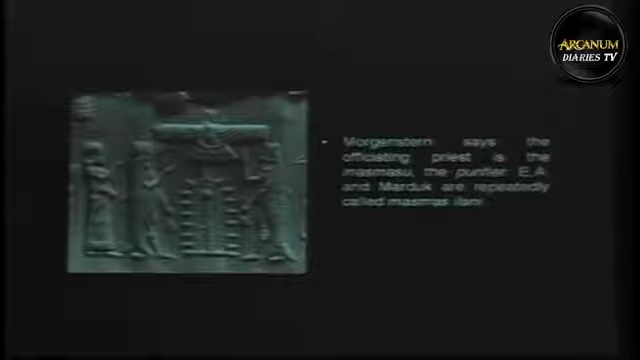 ARCANUM
DIARIES TV
Morgenstern says the
officiating priest is the
masmasu, the purifier. E.A.
and Marduk are repeatedly
called masmas ilani